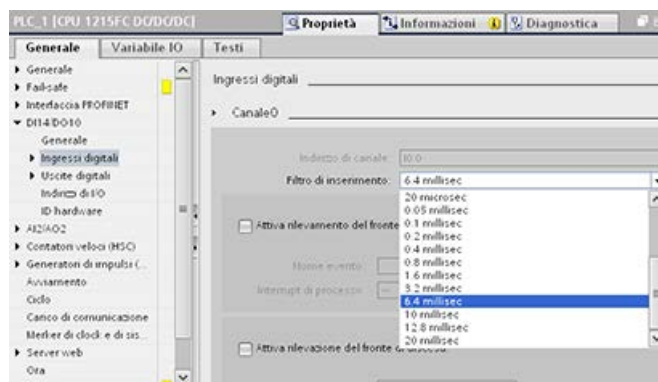 PLC_1 [CPU 1215FC DC/DC/DC]
Proprietà
Informazioni
Diagnostica
Generale
Variabile IO
Testi
Generale
Fail-safe
Interfaccia PROFINET
DI14/DO10
Generale
Ingressi digitali
Uscite digitali
Indirizzi di I/O
ID hardware
AI2/AO2
Contatori veloci (HSC)
Generatori di impulsi (...
Avviamento
Ciclo
Carico di comunicazione
Merker di clock e di sis...
Server web
Ora
Ingressi digitali
Canale0
Indirizzo di canale: I0.0
Filtro di inserimento: 6.4 millisec
20 microsec
0.05 millisec
0.1 millisec
0.2 millisec
0.4 millisec
0.8 millisec
1.6 millisec
3.2 millisec
6.4 millisec
10 millisec
12.8 millisec
20 millisec
Attiva rilevamento del fronte
Nome evento:
Interrupt di processo:
Attiva rilevazione del fronte di discesa